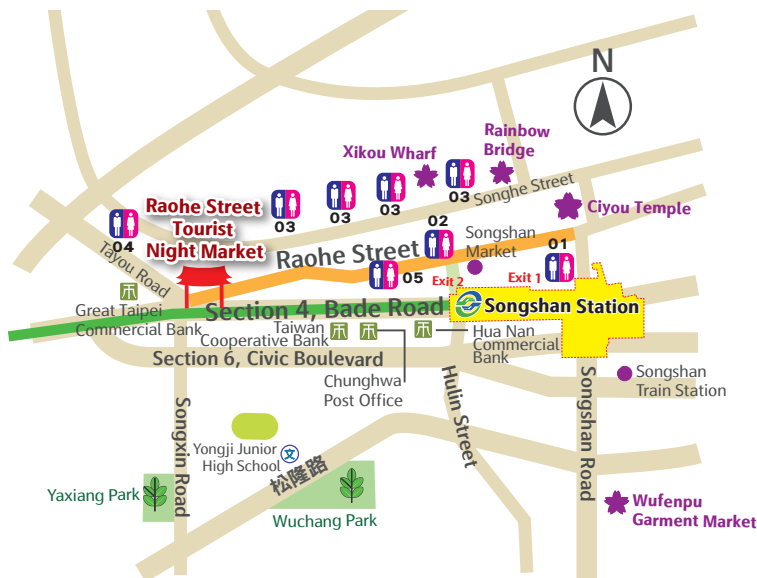 N
Rainbow
Bridge
Xikou Wharf
03
Songhe Street
03
03
03
Raohe Street
Tourist
Night Market
04
Ciyou Temple
02
Songshan
Market
01
Raohe Street
05
Exit 2
Exit 1
Tayou Road
Great Taipei
Commercial Bank
Section 4, Bade Road
Songshan Station
Taiwan
Cooperative Bank
Hua Nan
Commercial
Bank
Section 6, Civic Boulevard
Chunghwa
Post Office
Songshan
Train Station
Hulin Street
Songshan Road
Songxin Road
Yongji Junior
High School
文
松隆路
Yaxiang Park
Wuchang Park
Wufenpu
Garment Market